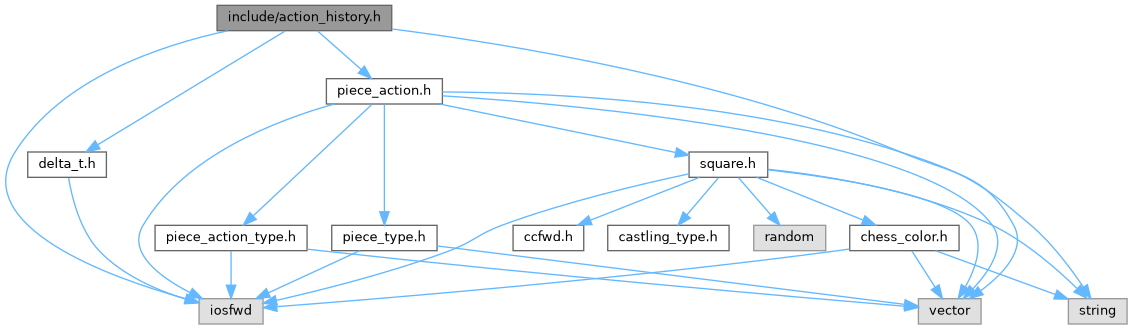 include/action_history.h
piece_action.h
delta_t.h
square.h
piece_action_type.h
piece_type.h
ccfwd.h
castling_type.h
random
chess_color.h
iosfwd
vector
string